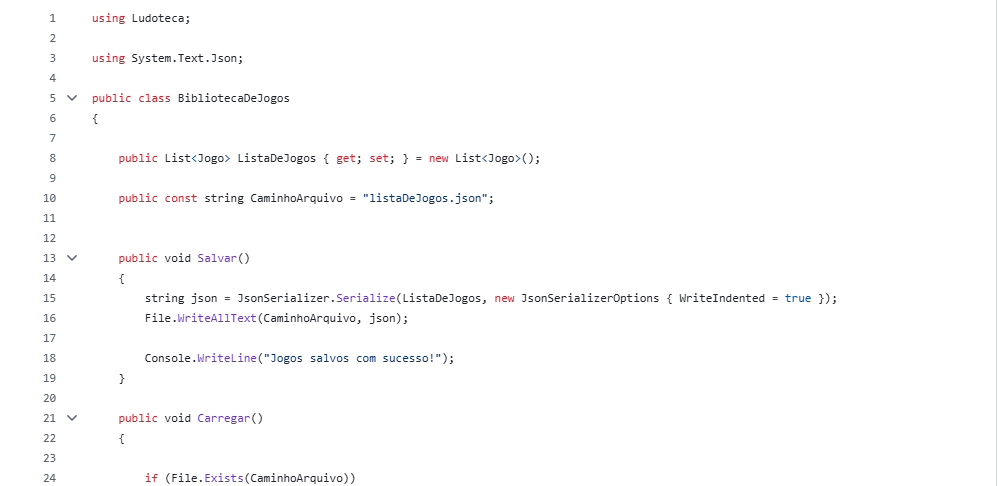 1 using Ludoteca;
2
3 using System.Text.Json;
4
5 public class BibliotecaDeJogos
6 {
7
8 public List<Jogo> ListaDeJogos { get; set; } = new List<Jogo>();
9
10 public const string CaminhoArquivo = "listaDeJogos.json";
11
12
13 public void Salvar()
14 {
15 string json = JsonSerializer.Serialize(ListaDeJogos, new JsonSerializerOptions { WriteIndented = true });
16 File.WriteAllText(CaminhoArquivo, json);
17
18 Console.WriteLine("Jogos salvos com sucesso!");
19 }
20
21 public void Carregar()
22 {
23
24 if (File.Exists(CaminhoArquivo))